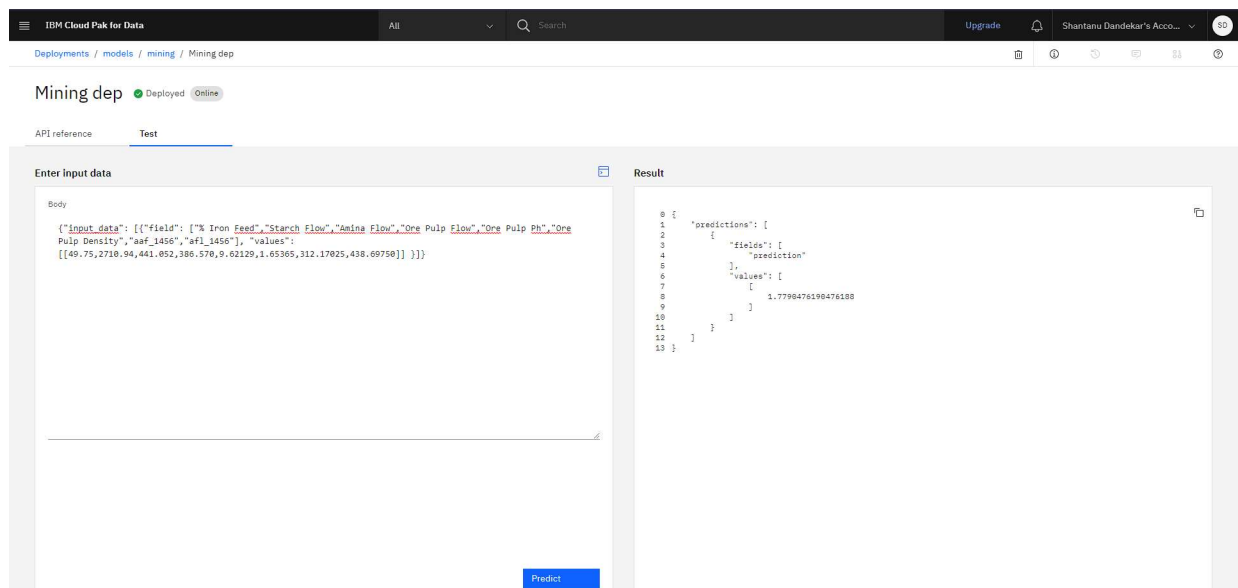 IBM Cloud Pak for Data All Search Upgrade Shantanu Dandekar's Acco... SD
Deployments / models / mining / Mining dep
Mining dep Deployed Online
API reference Test
Enter input data
Body
{"input_data": [{"field": ["% Iron Feed","Starch Flow","Amina Flow","Ore Pulp Flow","Ore Pulp Ph","Ore
Pulp Density","aaf_1456","afl_1456"], "values":
[[49.75,2710.94,441.052,386.570,9.62129,1.65365,312.17025,438.69750]] }]}
Predict
Result
0 {
1 "predictions": [
2 {
3 "fields": [
4 "prediction"
5 ],
6 "values": [
7 [
8 1.7790476190476188
9 ]
10 ]
11 }
12 ]
13 }